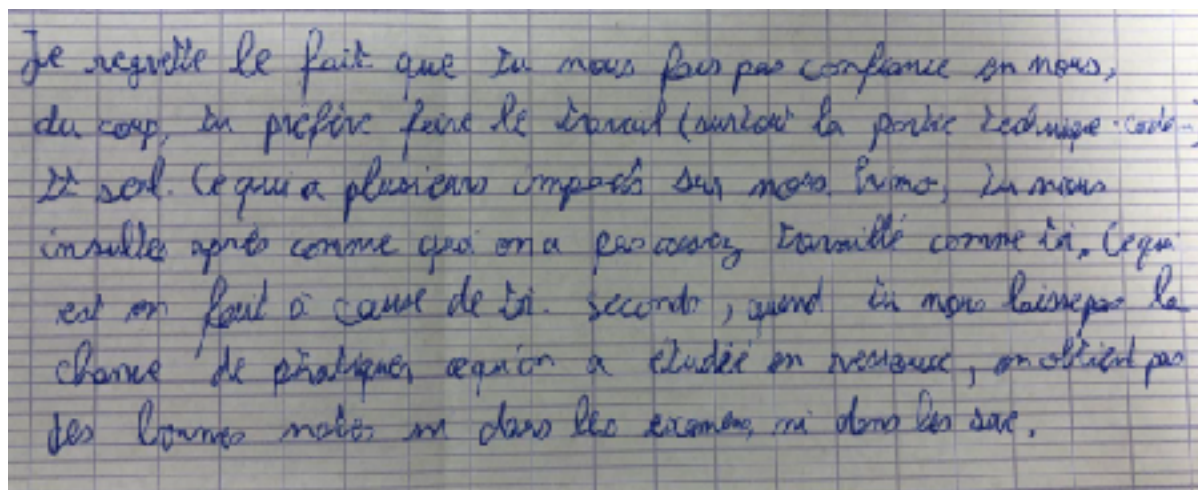 Je regrette le fait que tu nous fais pas confiance en nous,
du coup, tu préfère faire le travail (surtout la partie technique-code)
tt seul. Ce qui a plusieurs impacts sur nous. Primo, tu nous
insultes après comme quoi on a pas assez travaillé comme toi. Ce qui
est en fait à cause de toi. secondo, quand tu nous laisse pas la
chance de pratiquer ce qu'on a étudié en ressource, on obtient pas
des bonnes notes ni dans les examens, ni dans les sae.